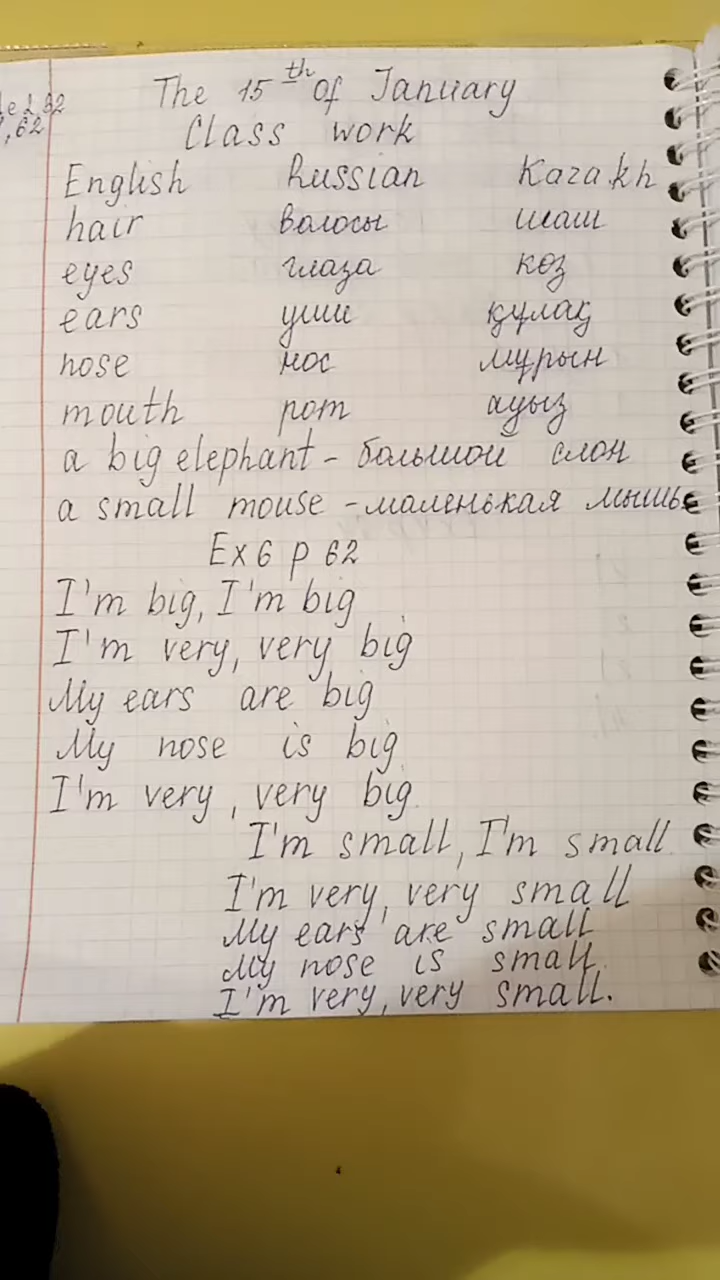 The 15th of January
Class work
English Russian Kazakh
hair волосы шаш
eyes глаза көз
ears уши құлақ
nose нос мұрын
mouth рот ауыз
a big elephant - большой слон
a small mouse - маленькая мышь
Ex 6 p 62
I'm big, I'm big
I'm very, very big
My ears are big
My nose is big
I'm very, very big
I'm small, I'm small
I'm very, very small
My ears are small
My nose is small.
I'm very, very small.